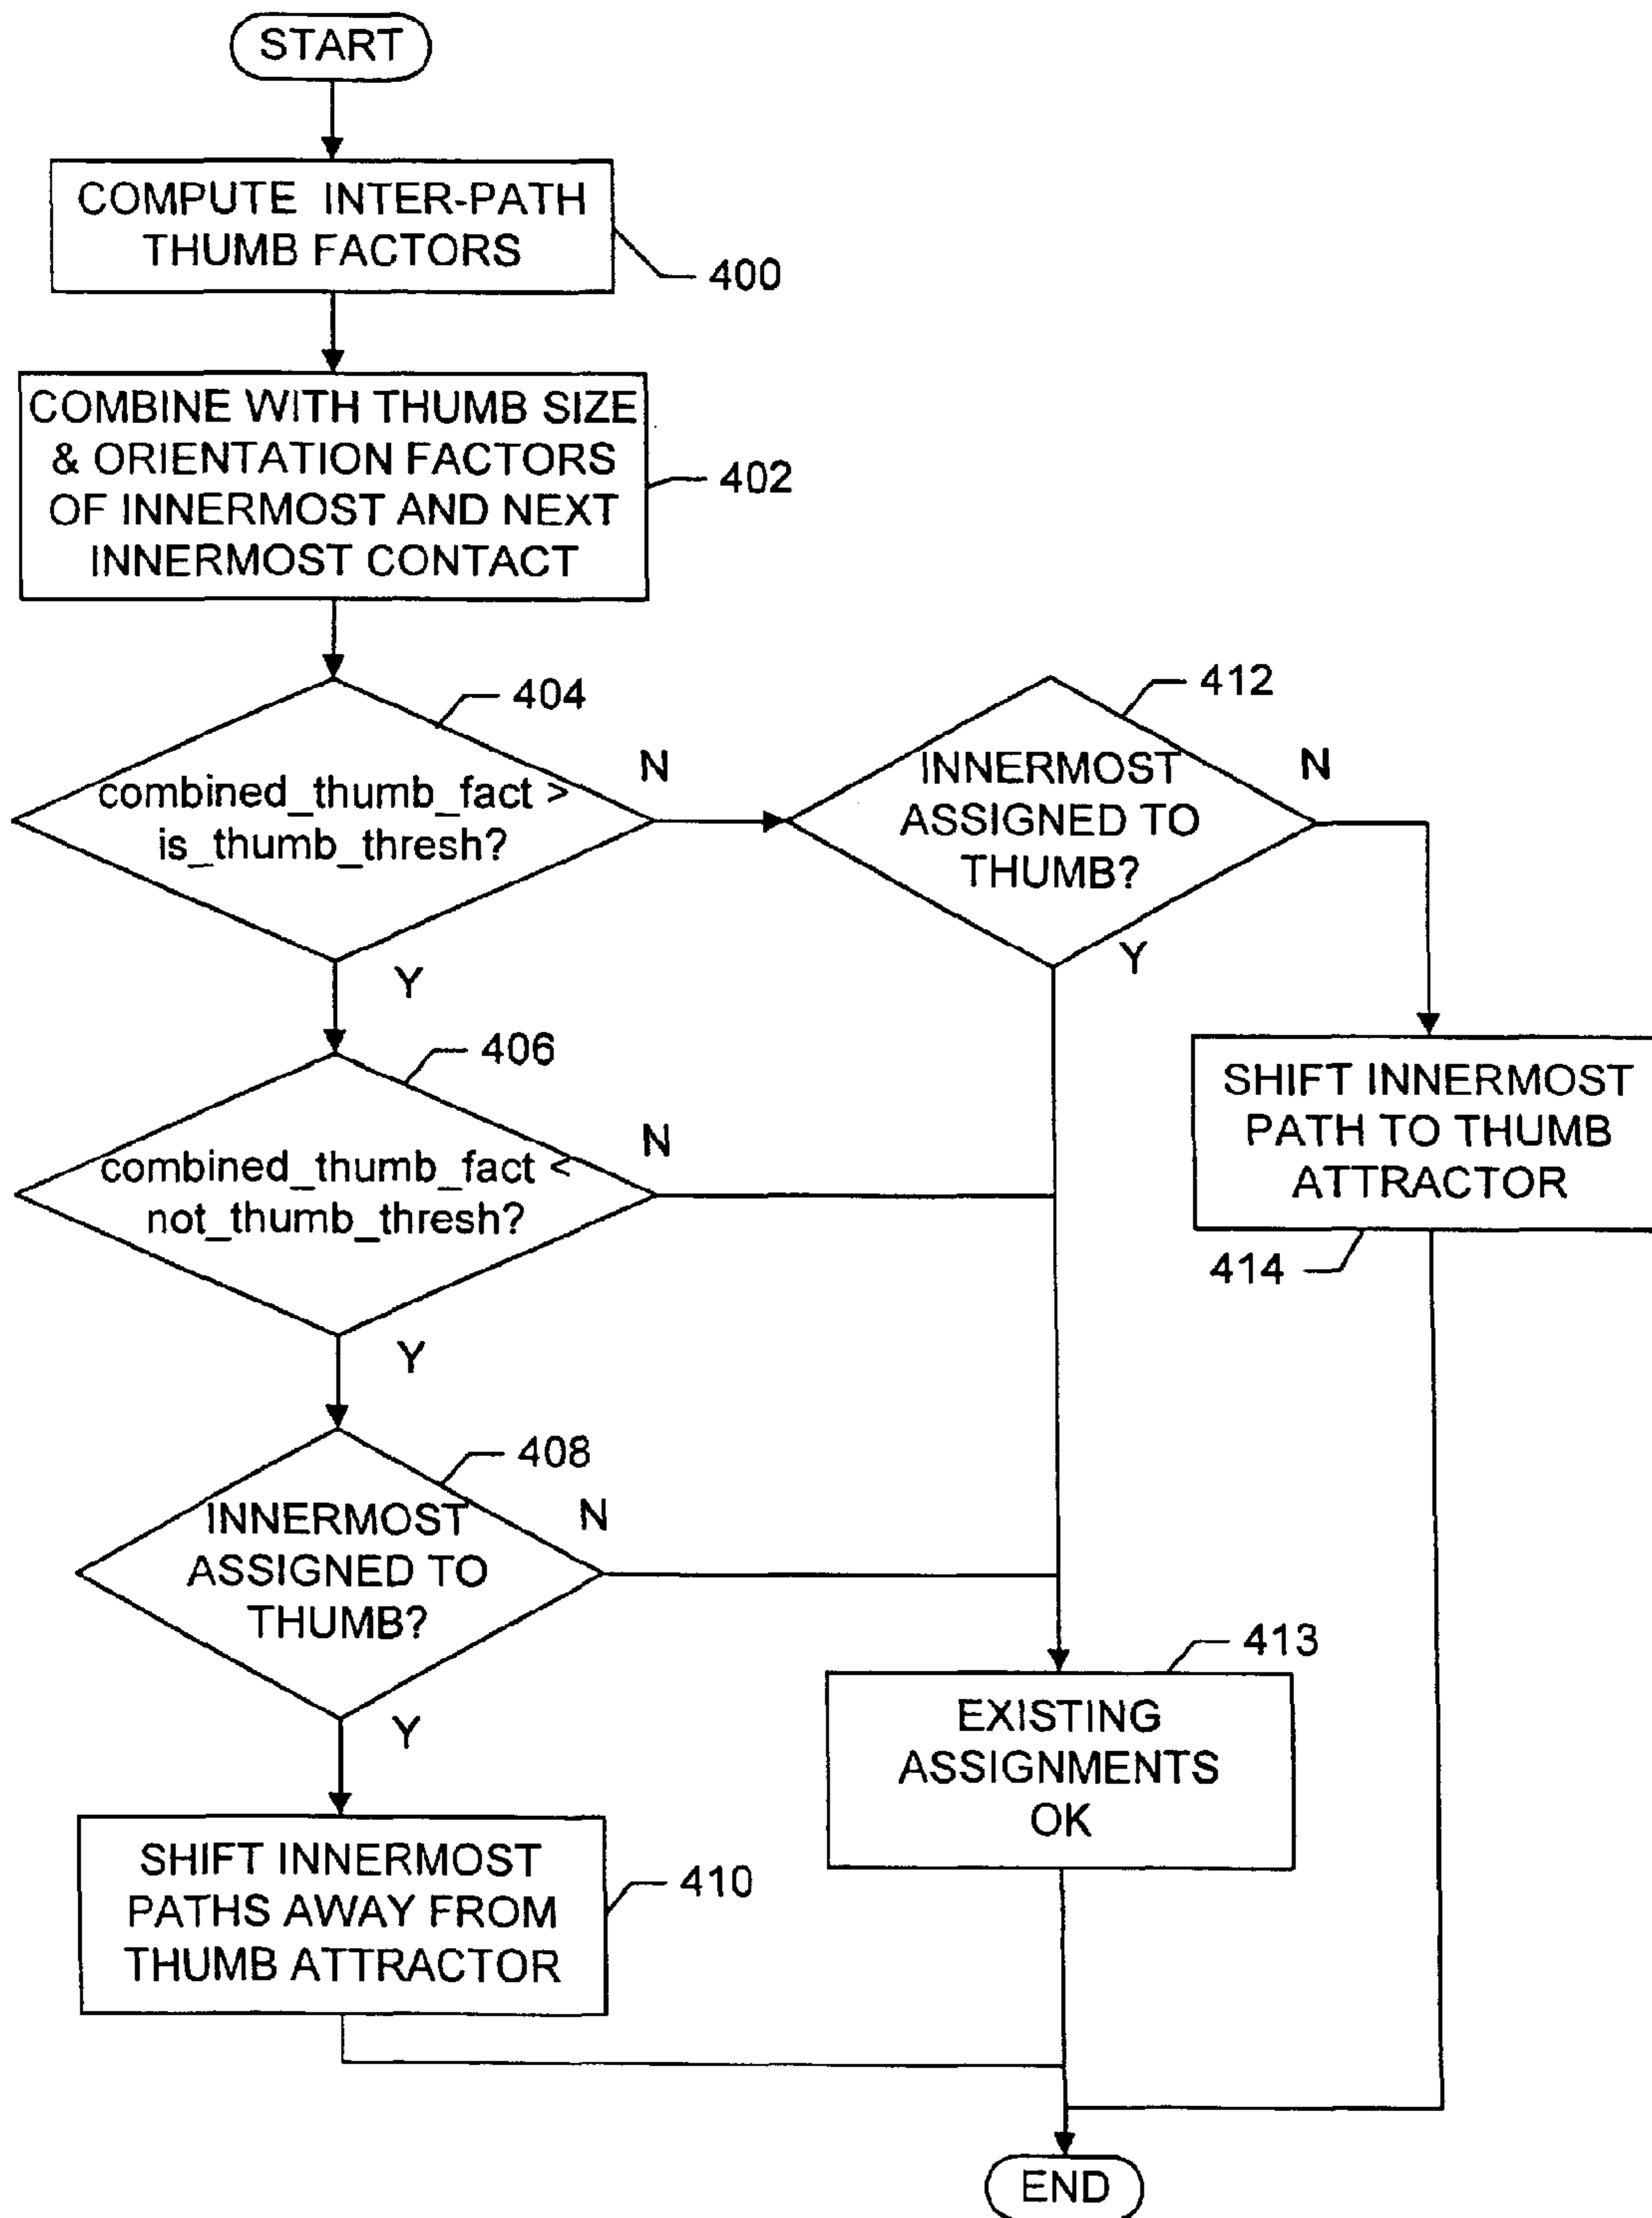 START
COMPUTE INTER-PATH
THUMB FACTORS
400
COMBINE WITH THUMB SIZE
& ORIENTATION FACTORS
OF INNERMOST AND NEXT
INNERMOST CONTACT
402
404
combined_thumb_fact >
is_thumb_thresh?
N
Y
412
INNERMOST
ASSIGNED TO
THUMB?
N
Y
406
combined_thumb_fact <
not_thumb_thresh?
N
Y
SHIFT INNERMOST
PATH TO THUMB
ATTRACTOR
414
408
INNERMOST
ASSIGNED TO
THUMB?
N
Y
413
EXISTING
ASSIGNMENTS
OK
SHIFT INNERMOST
PATHS AWAY FROM
THUMB ATTRACTOR
410
END